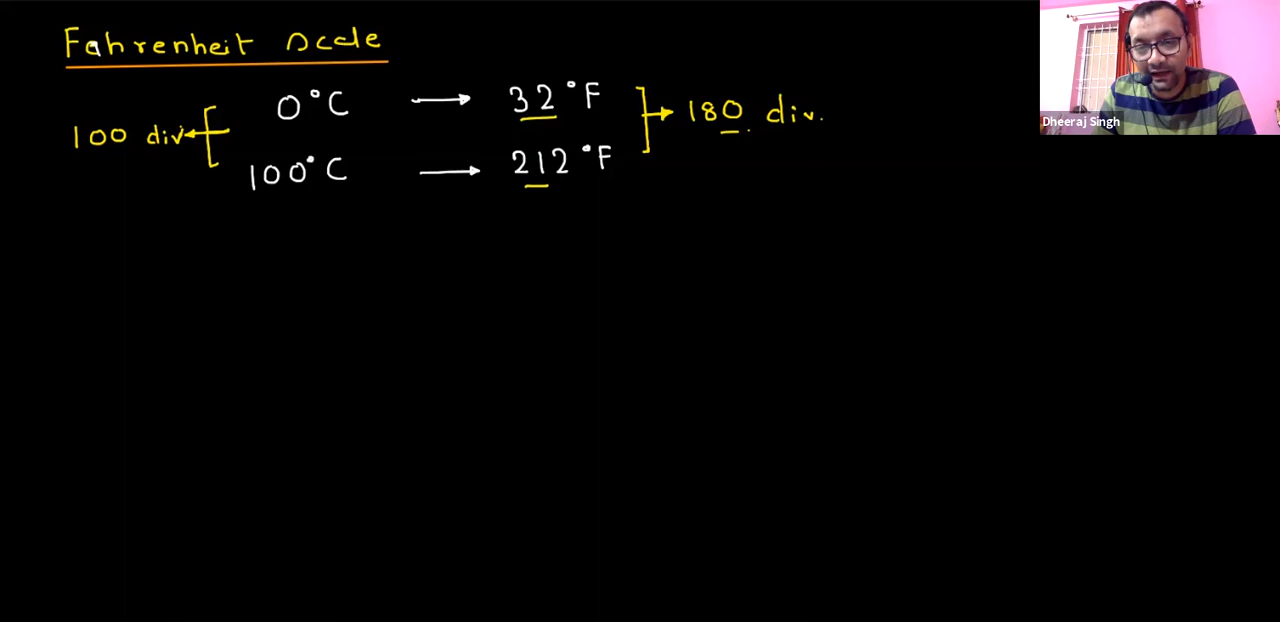 Fahrenheit scale
0°C → 32°F
100 div
180 div.
100°C → 212°F
Dheeraj Singh